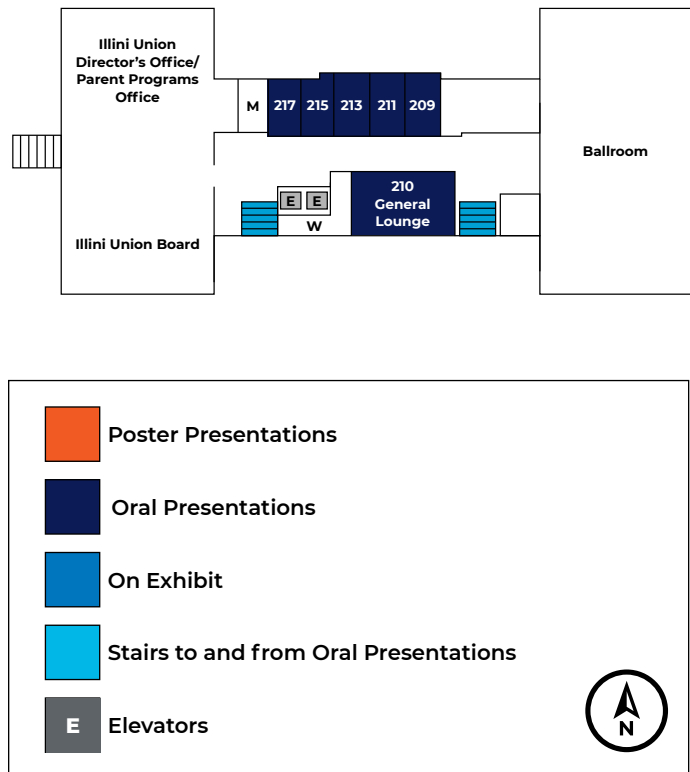 Illini Union
Director's Office/
Parent Programs
Office
M
217
215
213
211
209
Ballroom
E
E
W
210
General
Lounge
Illini Union Board
Poster Presentations
Oral Presentations
On Exhibit
Stairs to and from Oral Presentations
E
Elevators
N